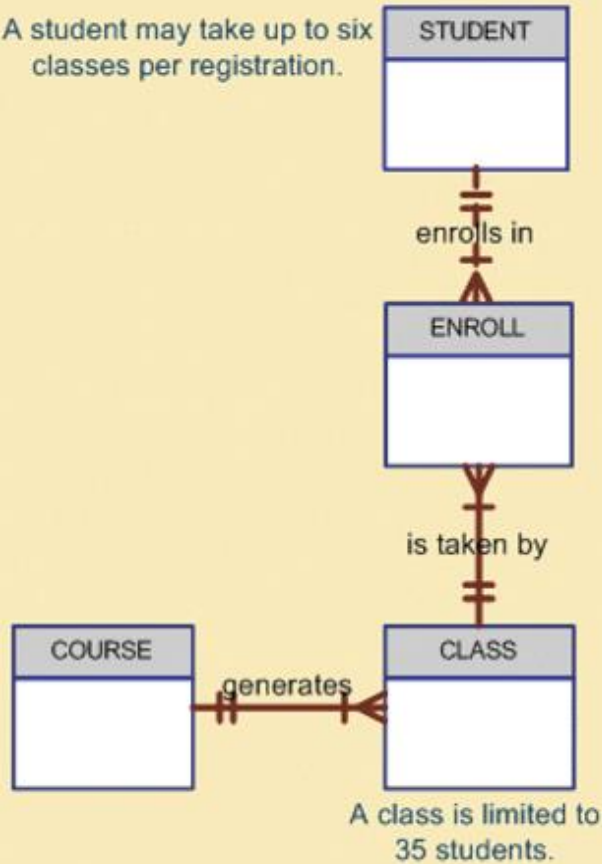 A student may take up to six
classes per registration.
STUDENT
enrolls in
ENROLL
is taken by
COURSE
generates
CLASS
A class is limited to
35 students.